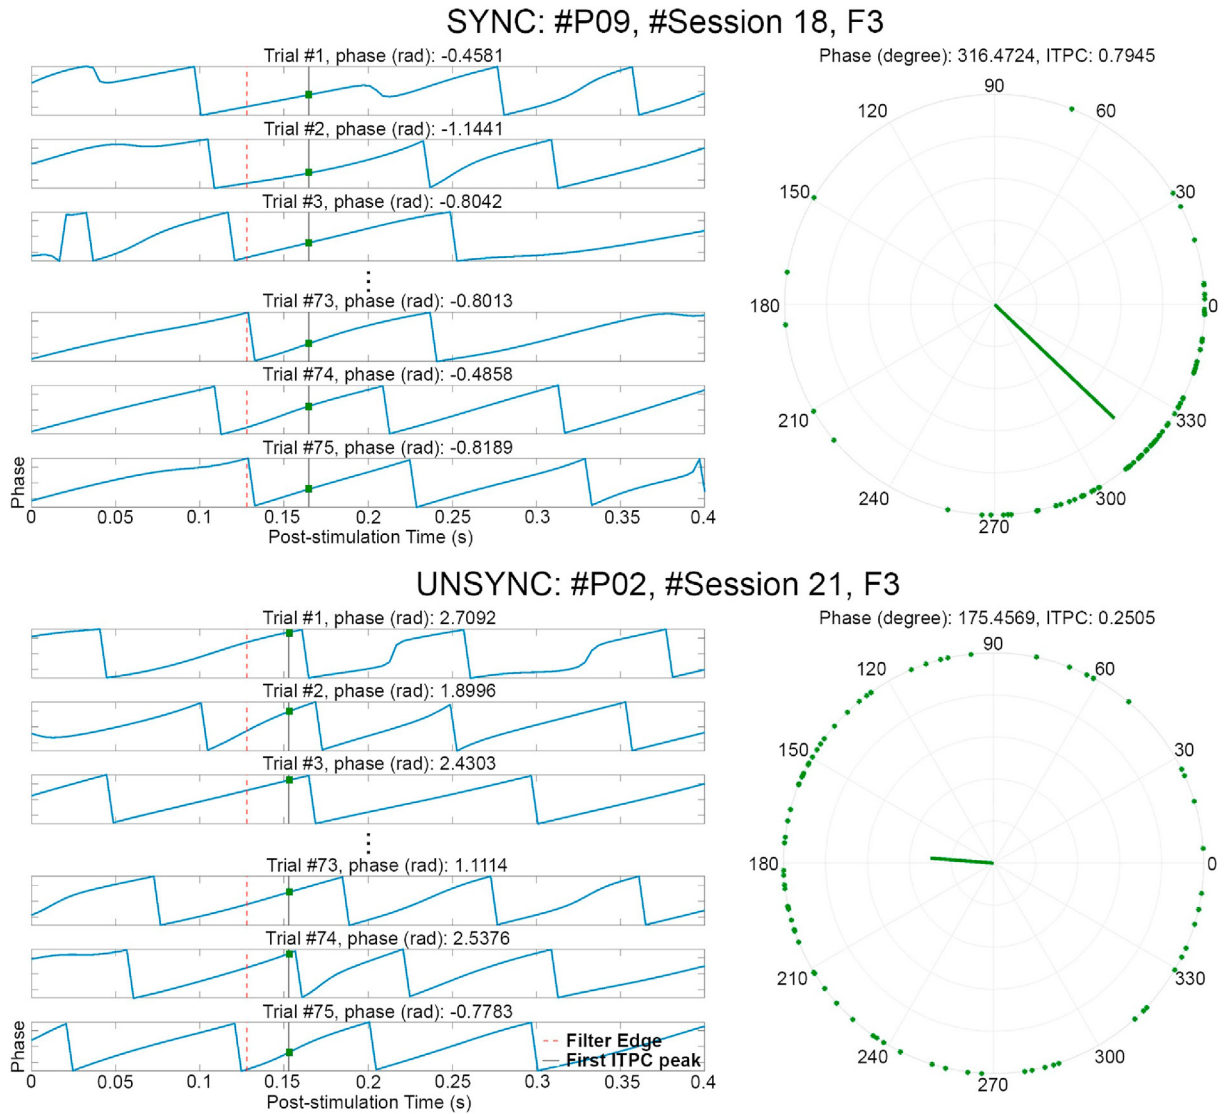 SYNC: #P09, #Session 18, F3
Trial #1, phase (rad): -0.4581
Trial #2, phase (rad): -1.1441
Trial #3, phase (rad): -0.8042
⋮
Trial #73, phase (rad): -0.8013
Trial #74, phase (rad): -0.4858
Trial #75, phase (rad): -0.8189
Phase
0 0.05 0.1 0.15 0.2 0.25 0.3 0.35 0.4
Post-stimulation Time (s)
Phase (degree): 316.4724, ITPC: 0.7945
90
120 60
150 30
180 0
210 330
240 300
270
UNSYNC: #P02, #Session 21, F3
Trial #1, phase (rad): 2.7092
Trial #2, phase (rad): 1.8996
Trial #3, phase (rad): 2.4303
⋮
Trial #73, phase (rad): 1.1114
Trial #74, phase (rad): 2.5376
Trial #75, phase (rad): -0.7783
Filter Edge
First ITPC peak
Phase
0 0.05 0.1 0.15 0.2 0.25 0.3 0.35 0.4
Post-stimulation Time (s)
Phase (degree): 175.4569, ITPC: 0.2505
90
120 60
150 30
180 0
210 330
240 300
270